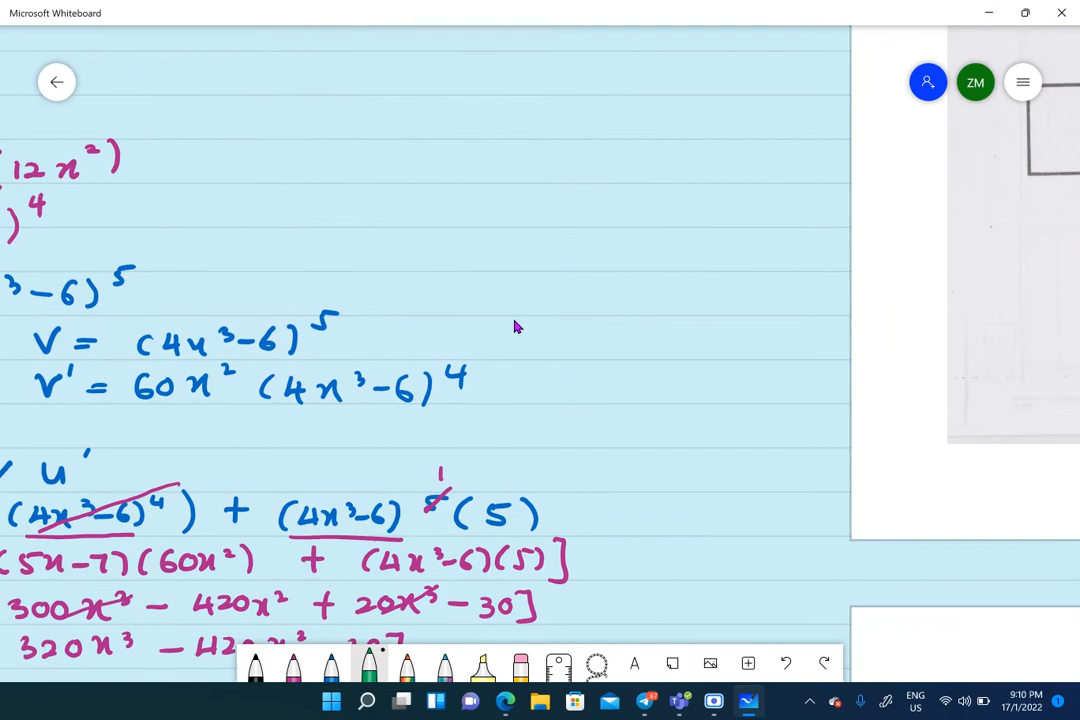 Microsoft Whiteboard
ZM
12x²)
)⁴
³-6)⁵
V = (4x³-6)⁵
V' = 60x² (4x³-6)⁴
u'
(4x³-6)⁴) + (4x³-6) 5 1 (5)
(5x-7)(60x²) + (4x³-6)(5)]
300x³ - 420x² + 20x³ - 30]
320x³ - 420x²
A
67
ENG
US
9:10 PM
17/1/2022